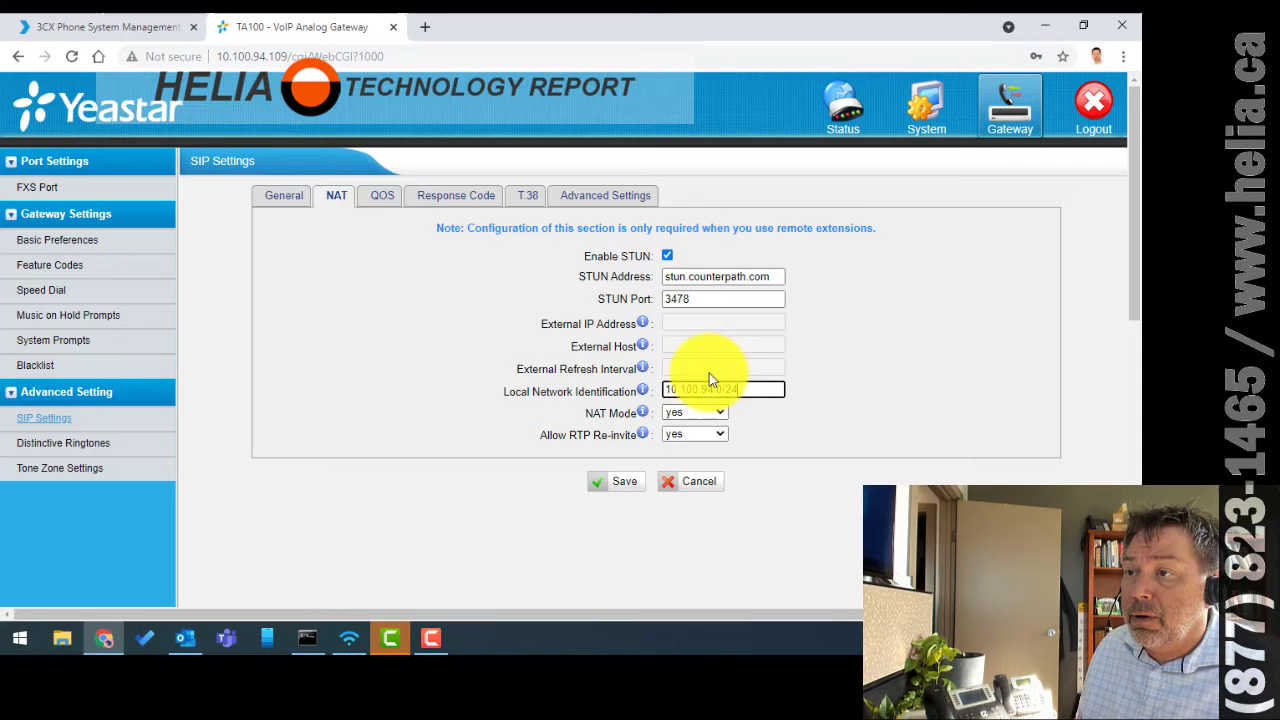 3CX Phone System Management
TA100 - VoIP Analog Gateway
Not secure
10.100.94.109/cgi/WebCGI?1000
HELIA TECHNOLOGY REPORT
Yeastar
Status
System
Gateway
Logout
Port Settings
FXS Port
Gateway Settings
Basic Preferences
Feature Codes
Speed Dial
Music on Hold Prompts
System Prompts
Blacklist
Advanced Setting
SIP Settings
Distinctive Ringtones
Tone Zone Settings
SIP Settings
General
NAT
QOS
Response Code
T.38
Advanced Settings
Note: Configuration of this section is only required when you use remote extensions.
Enable STUN:
STUN Address: stun.counterpath.com
STUN Port: 3478
External IP Address :
External Host :
External Refresh Interval :
Local Network Identification : 10.100.94.0/24
NAT Mode : yes
Allow RTP Re-invite : yes
Save
Cancel
(877) 823-1465 / www.helia.ca